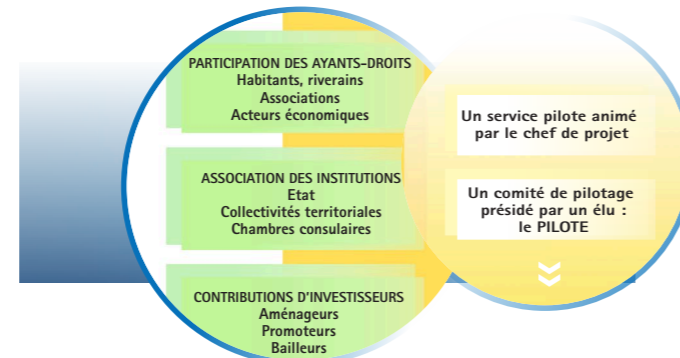 PARTICIPATION DES AYANTS-DROITS
Habitants, riverains
Associations
Acteurs économiques
ASSOCIATION DES INSTITUTIONS
Etat
Collectivités territoriales
Chambres consulaires
CONTRIBUTIONS D'INVESTISSEURS
Aménageurs
Promoteurs
Bailleurs
Un service pilote animé
par le chef de projet
Un comité de pilotage
présidé par un élu :
le PILOTE